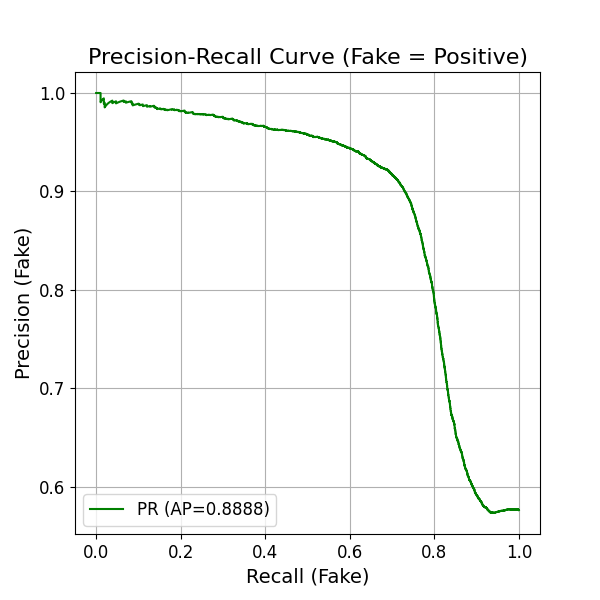 Precision-Recall Curve (Fake = Positive)
Precision (Fake)
1.0
0.9
0.8
0.7
0.6
PR (AP=0.8888)
0.0 0.2 0.4 0.6 0.8 1.0
Recall (Fake)